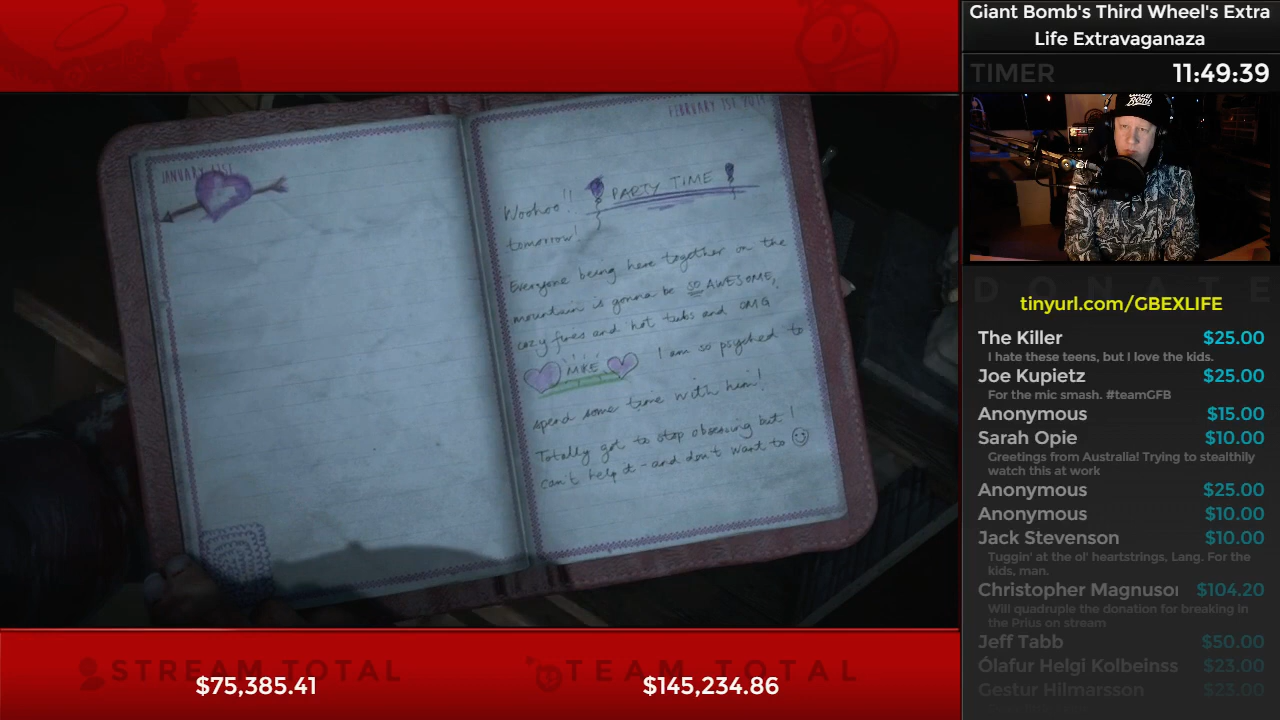 Giant Bomb's Third Wheel's Extra
Life Extravaganaza
TIMER
11:49:39
JANUARY 31ST
FEBRUARY 1ST
Woohoo!! PARTY TIME !
tomorrow!
Everyone being here together on the
mountain is gonna be SO AWESOME,
cozy fires and hot tubs and OMG
MIKE I am so psyched to
spend some time with him!
Totally got to stop obsessing but I
can't help it - and don't want to
DONATE
tinyurl.com/GBEXLIFE
The Killer $25.00
I hate these teens, but I love the kids.
Joe Kupietz $25.00
For the mic smash. #teamGFB
Anonymous $15.00
Sarah Opie $10.00
Greetings from Australia! Trying to stealthily
watch this at work
Anonymous $25.00
Anonymous $10.00
Jack Stevenson $10.00
Tuggin' at the ol' heartstrings, Lang. For the
kids, man.
Christopher Magnuso $104.20
Will quadruple the donation for breaking in
the Prius on stream
Jeff Tabb $50.00
Ólafur Helgi Kolbeinss $23.00
Gestur Hilmarsson $23.00
STREAM TOTAL
$75,385.41
TEAM TOTAL
$145,234.86